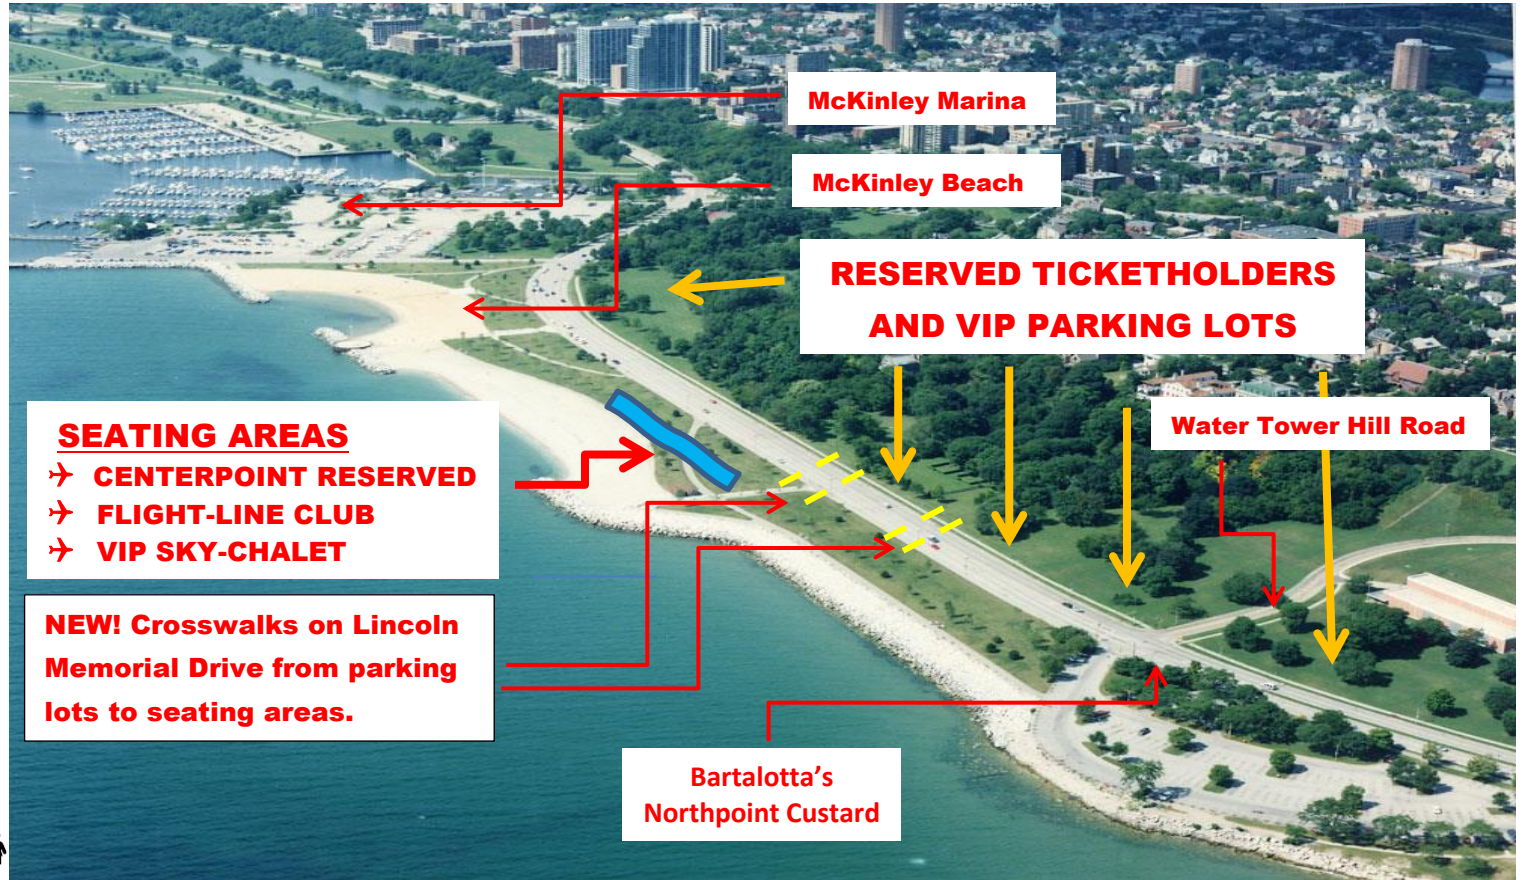 McKinley Marina
McKinley Beach
RESERVED TICKETHOLDERS
AND VIP PARKING LOTS
Water Tower Hill Road
SEATING AREAS
CENTERPOINT RESERVED
FLIGHT-LINE CLUB
VIP SKY-CHALET
NEW! Crosswalks on Lincoln
Memorial Drive from parking
lots to seating areas.
Bartalotta’s
Northpoint Custard